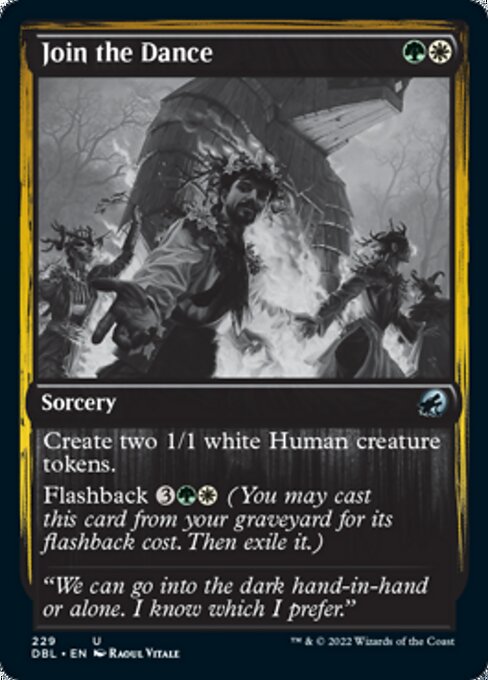 Join the Dance
Sorcery
Create two 1/1 white Human creature
tokens.
Flashback 3 (You may cast
this card from your graveyard for its
flashback cost. Then exile it.)
“We can go into the dark hand-in-hand
or alone. I know which I prefer.”
229 U
DBL • EN Raoul Vitale
™ & © 2022 Wizards of the Coast